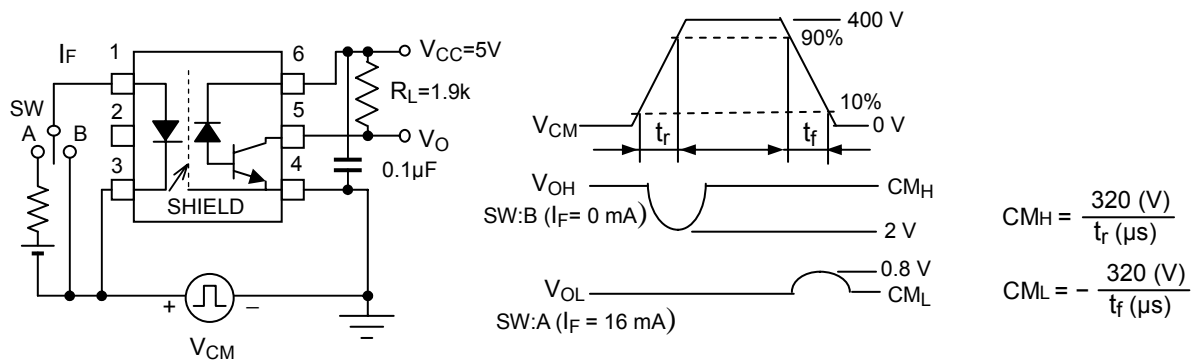 IF
1
6
VCC=5V
SW
2
RL=1.9k
A
B
5
VO
3
4
0.1μF
SHIELD
+
−
VCM
400 V
90%
10%
VCM
tr
tf
0 V
VOH
CMH
SW:B (IF= 0 mA)
2 V
0.8 V
VOL
CML
SW:A (IF = 16 mA)
CMH = 320 (V) / tr (μs)
CML = − 320 (V) / tf (μs)